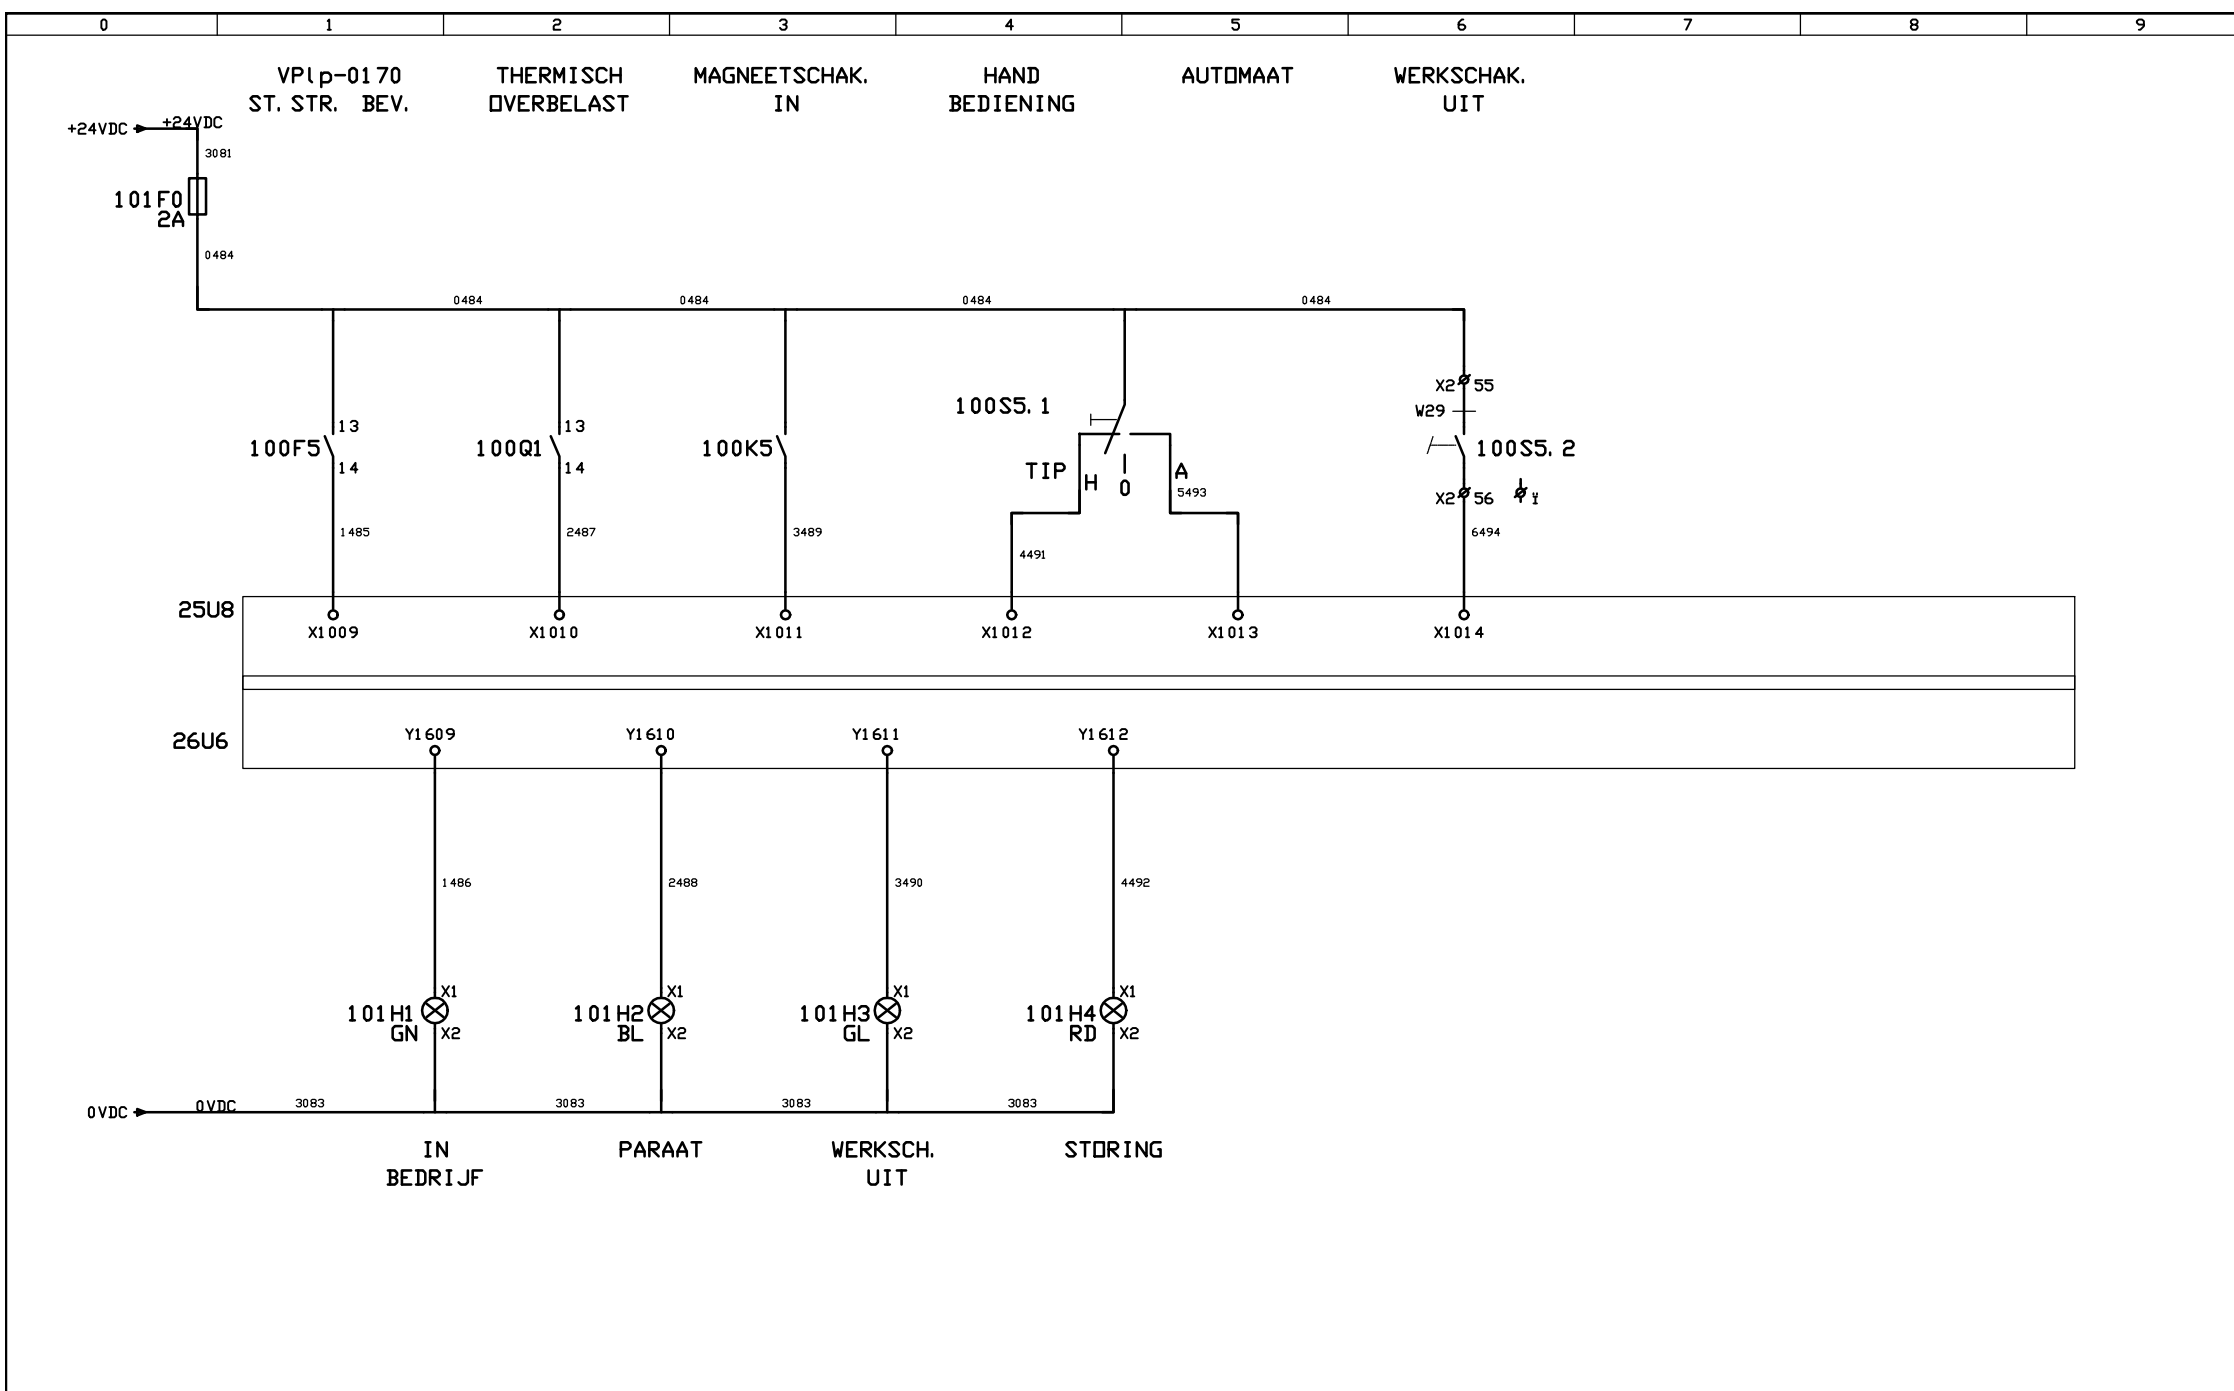 0 1 2 3 4 5 6 7 8 9
VPlp-0170 THERMISCH MAGNEETSCHAK. HAND AUTOMAAT WERKSCHAK.
ST. STR. BEV. OVERBELAST IN BEDIENING UIT
+24VDC +24VDC
3081
101F0
2A
0484
0484 0484 0484 0484
X2 55
100S5.1
W29
13 13
100F5 100Q1 100K5 100S5.2
14 14
TIP H 0 A
5493
X2 56 Ÿ
1485 2487 3489 6494
4491
25U8
X1009 X1010 X1011 X1012 X1013 X1014
26U6 Y1609 Y1610 Y1611 Y1612
1486 2488 3490 4492
X1 X1 X1 X1
101H1 101H2 101H3 101H4
GN X2 BL X2 GL X2 RD X2
0VDC 0VDC 3083 3083 3083 3083
IN PARAAT WERKSCH. STORING
BEDRIJF UIT